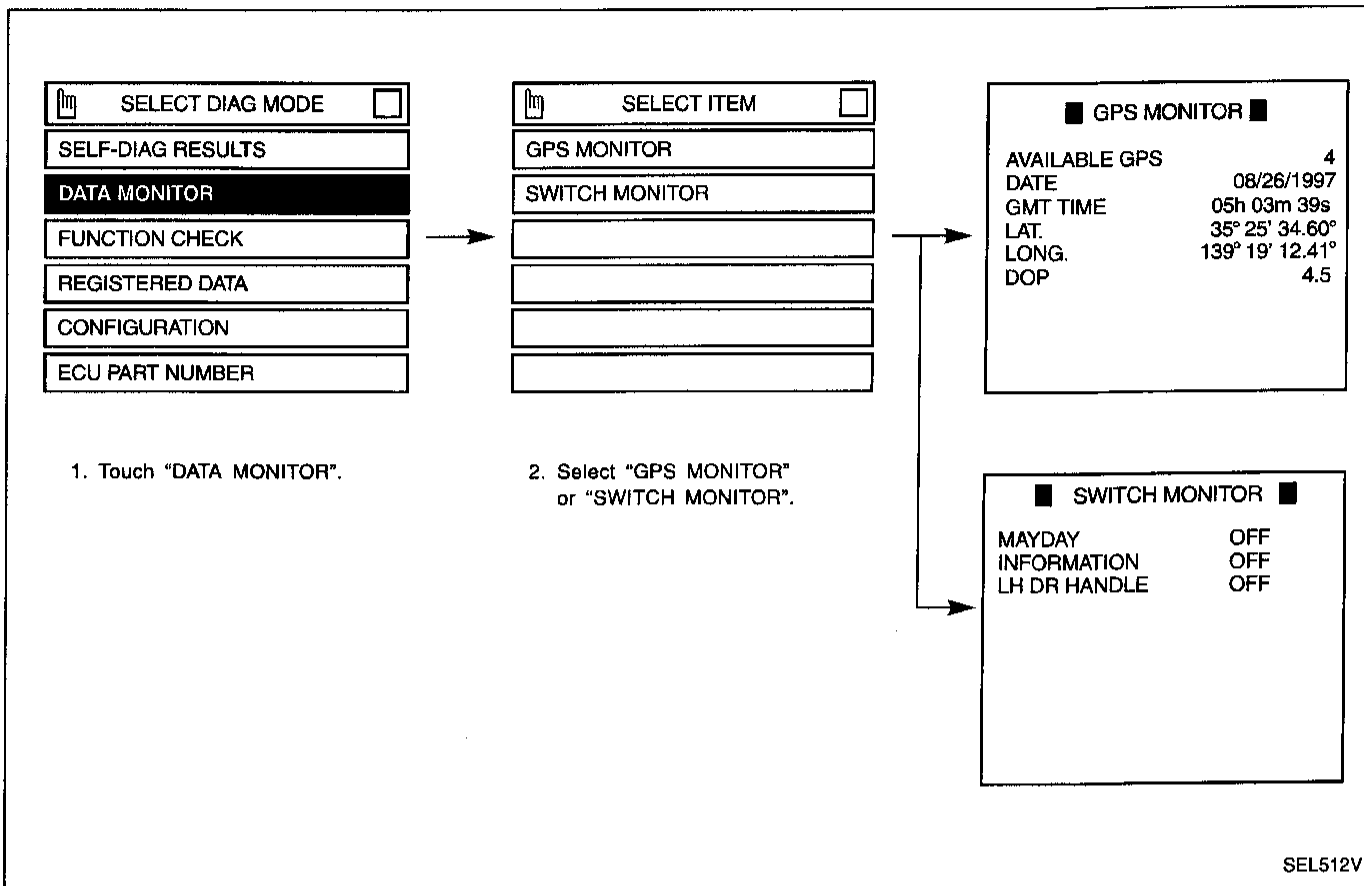 SELECT DIAG MODE
SELF-DIAG RESULTS
DATA MONITOR
FUNCTION CHECK
REGISTERED DATA
CONFIGURATION
ECU PART NUMBER
1. Touch “DATA MONITOR”.
SELECT ITEM
GPS MONITOR
SWITCH MONITOR
2. Select “GPS MONITOR”
or “SWITCH MONITOR”.
GPS MONITOR
AVAILABLE GPS 4
DATE 08/26/1997
GMT TIME 05h 03m 39s
LAT. 35° 25' 34.60°
LONG. 139° 19' 12.41°
DOP 4.5
SWITCH MONITOR
MAYDAY OFF
INFORMATION OFF
LH DR HANDLE OFF
SEL512V